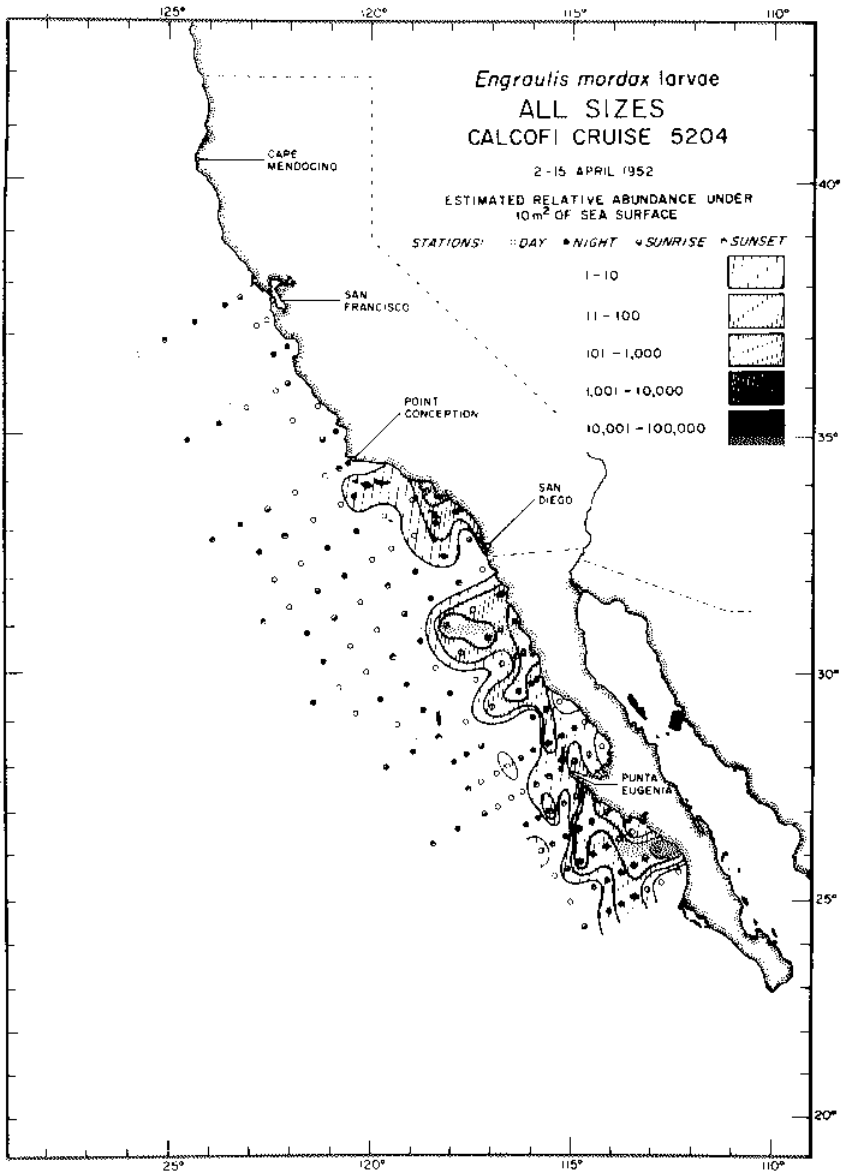 125°
120°
115°
110°
Engraulis mordax larvae
ALL SIZES
CALCOFI CRUISE 5204
2-15 APRIL 1952
ESTIMATED RELATIVE ABUNDANCE UNDER
10m² OF SEA SURFACE
STATIONS: DAY NIGHT SUNRISE SUNSET
1-10
11-100
101-1,000
1,001-10,000
10,001-100,000
CAPE
MENDOCINO
40°
SAN
FRANCISCO
POINT
CONCEPTION
35°
SAN
DIEGO
30°
PUNTA
EUGENIA
25°
20°
125°
120°
115°
110°